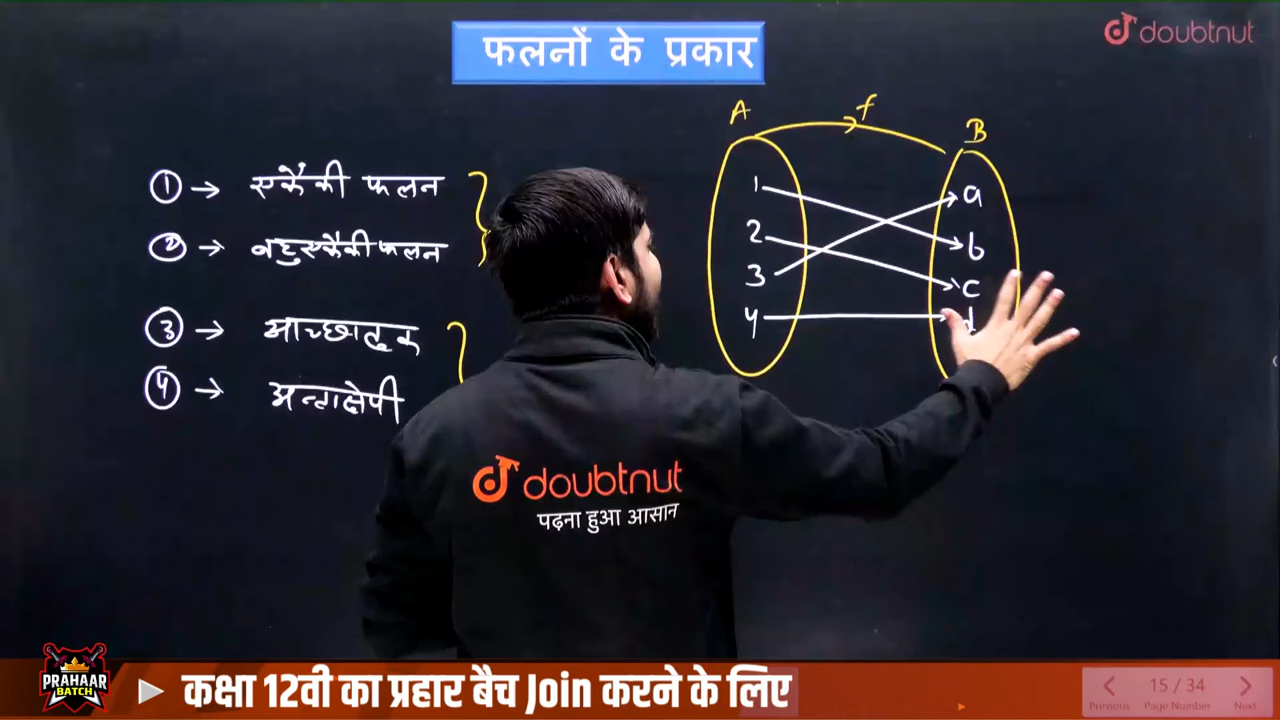 फलनों के प्रकार
doubtnut
① → एकैकी फलन
② → बहुएकैकी फलन
③ → आच्छादक
④ → अन्तःक्षेपी
A f B
1 a
2 b
3 c
4 d
doubtnut
पढ़ना हुआ आसान
PRAHAAR
BATCH
कक्षा 12वी का प्रहार बैच Join करने के लिए
15 / 34
Previous Page Number Next